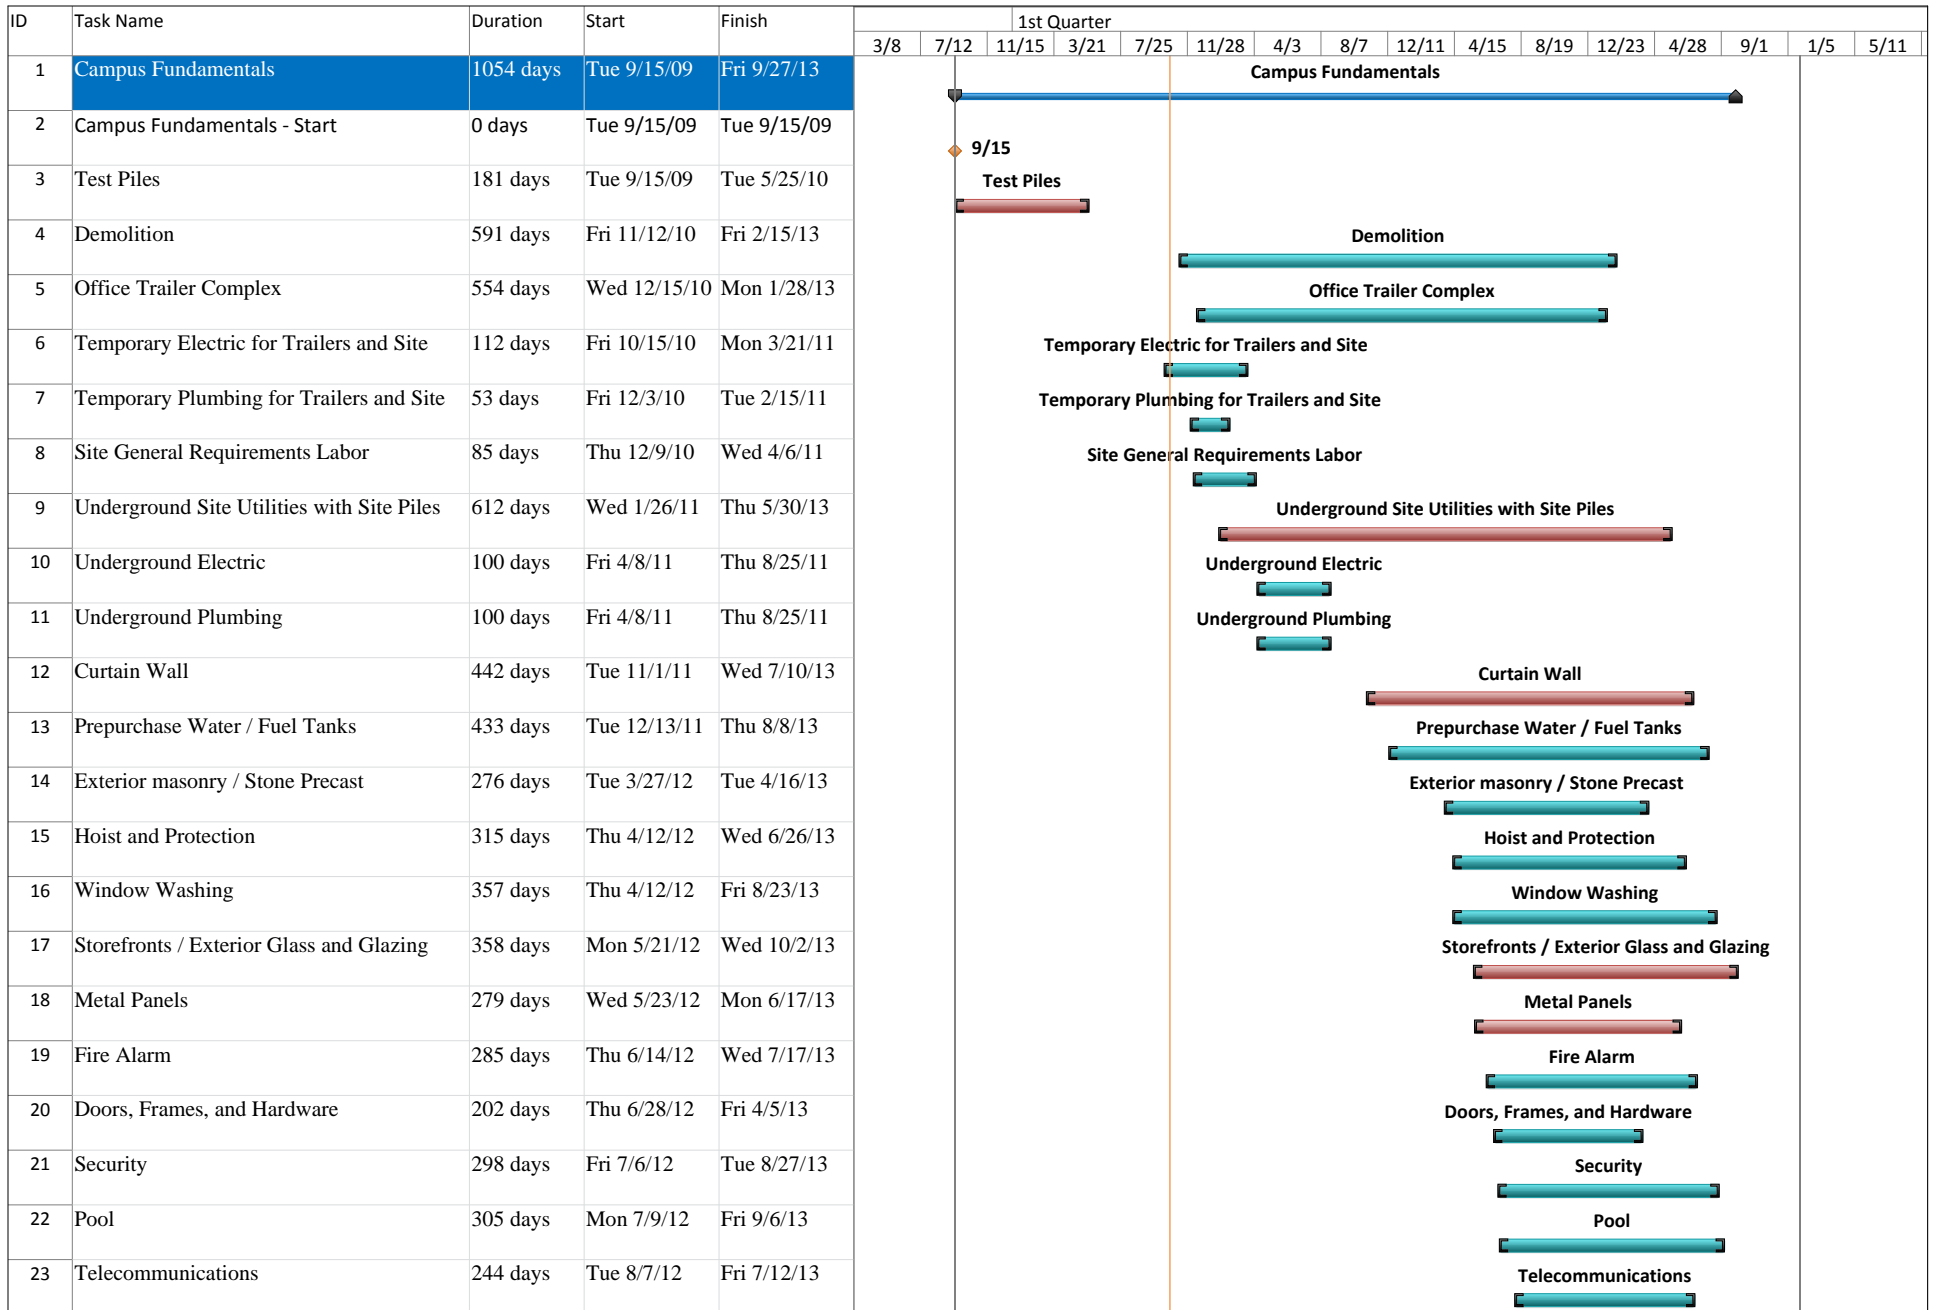 ID Task Name Duration Start Finish 1st Quarter
3/8 7/12 11/15 3/21 7/25 11/28 4/3 8/7 12/11 4/15 8/19 12/23 4/28 9/1 1/5 5/11
1 Campus Fundamentals 1054 days Tue 9/15/09 Fri 9/27/13 Campus Fundamentals
2 Campus Fundamentals - Start 0 days Tue 9/15/09 Tue 9/15/09
9/15
3 Test Piles 181 days Tue 9/15/09 Tue 5/25/10 Test Piles
4 Demolition 591 days Fri 11/12/10 Fri 2/15/13 Demolition
5 Office Trailer Complex 554 days Wed 12/15/10 Mon 1/28/13 Office Trailer Complex
6 Temporary Electric for Trailers and Site 112 days Fri 10/15/10 Mon 3/21/11 Temporary Electric for Trailers and Site
7 Temporary Plumbing for Trailers and Site 53 days Fri 12/3/10 Tue 2/15/11 Temporary Plumbing for Trailers and Site
8 Site General Requirements Labor 85 days Thu 12/9/10 Wed 4/6/11 Site General Requirements Labor
9 Underground Site Utilities with Site Piles 612 days Wed 1/26/11 Thu 5/30/13 Underground Site Utilities with Site Piles
10 Underground Electric 100 days Fri 4/8/11 Thu 8/25/11 Underground Electric
11 Underground Plumbing 100 days Fri 4/8/11 Thu 8/25/11 Underground Plumbing
12 Curtain Wall 442 days Tue 11/1/11 Wed 7/10/13 Curtain Wall
13 Prepurchase Water / Fuel Tanks 433 days Tue 12/13/11 Thu 8/8/13 Prepurchase Water / Fuel Tanks
14 Exterior masonry / Stone Precast 276 days Tue 3/27/12 Tue 4/16/13 Exterior masonry / Stone Precast
15 Hoist and Protection 315 days Thu 4/12/12 Wed 6/26/13 Hoist and Protection
16 Window Washing 357 days Thu 4/12/12 Fri 8/23/13 Window Washing
17 Storefronts / Exterior Glass and Glazing 358 days Mon 5/21/12 Wed 10/2/13 Storefronts / Exterior Glass and Glazing
18 Metal Panels 279 days Wed 5/23/12 Mon 6/17/13 Metal Panels
19 Fire Alarm 285 days Thu 6/14/12 Wed 7/17/13 Fire Alarm
20 Doors, Frames, and Hardware 202 days Thu 6/28/12 Fri 4/5/13 Doors, Frames, and Hardware
21 Security 298 days Fri 7/6/12 Tue 8/27/13 Security
22 Pool 305 days Mon 7/9/12 Fri 9/6/13 Pool
23 Telecommunications 244 days Tue 8/7/12 Fri 7/12/13 Telecommunications